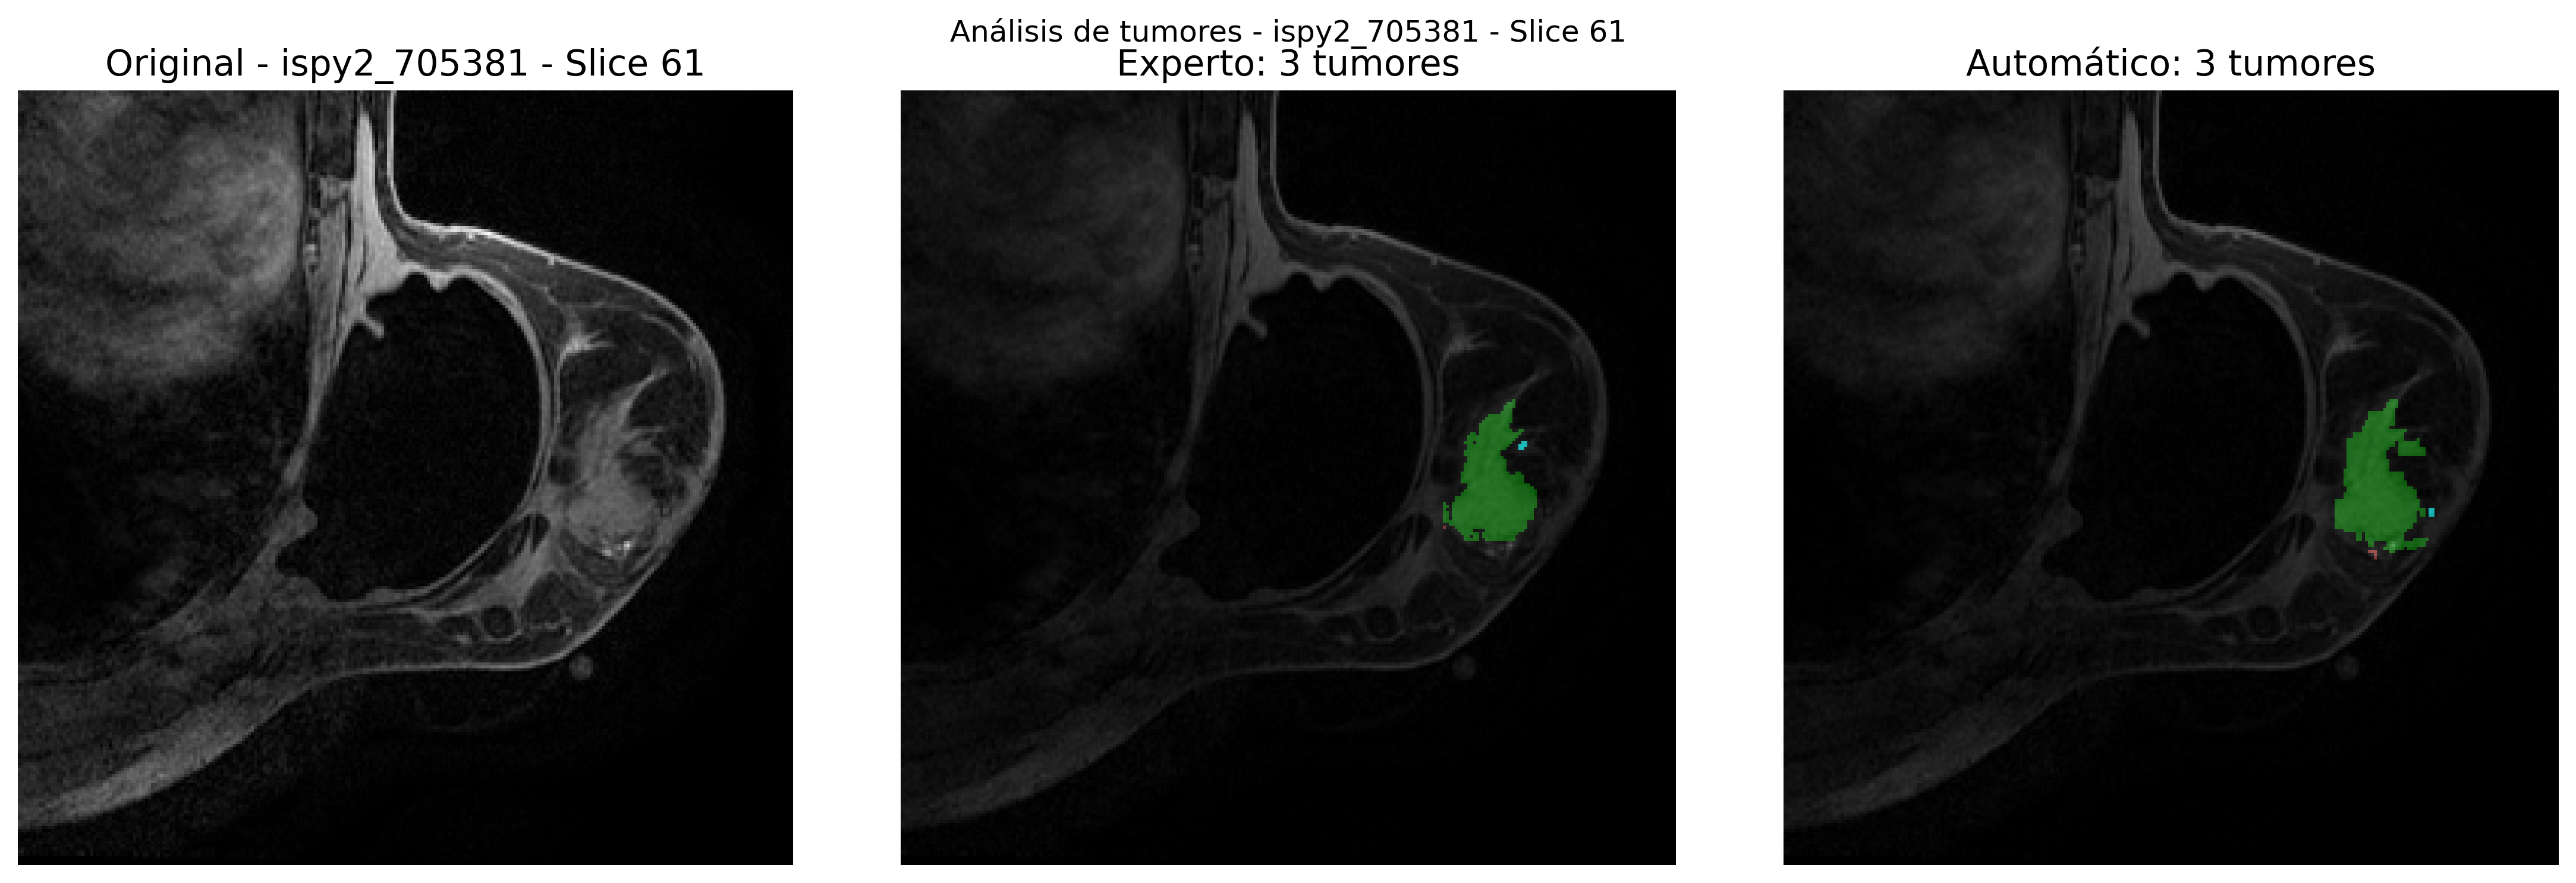 Análisis de tumores - ispy2_705381 - Slice 61
Original - ispy2_705381 - Slice 61
Experto: 3 tumores
Automático: 3 tumores